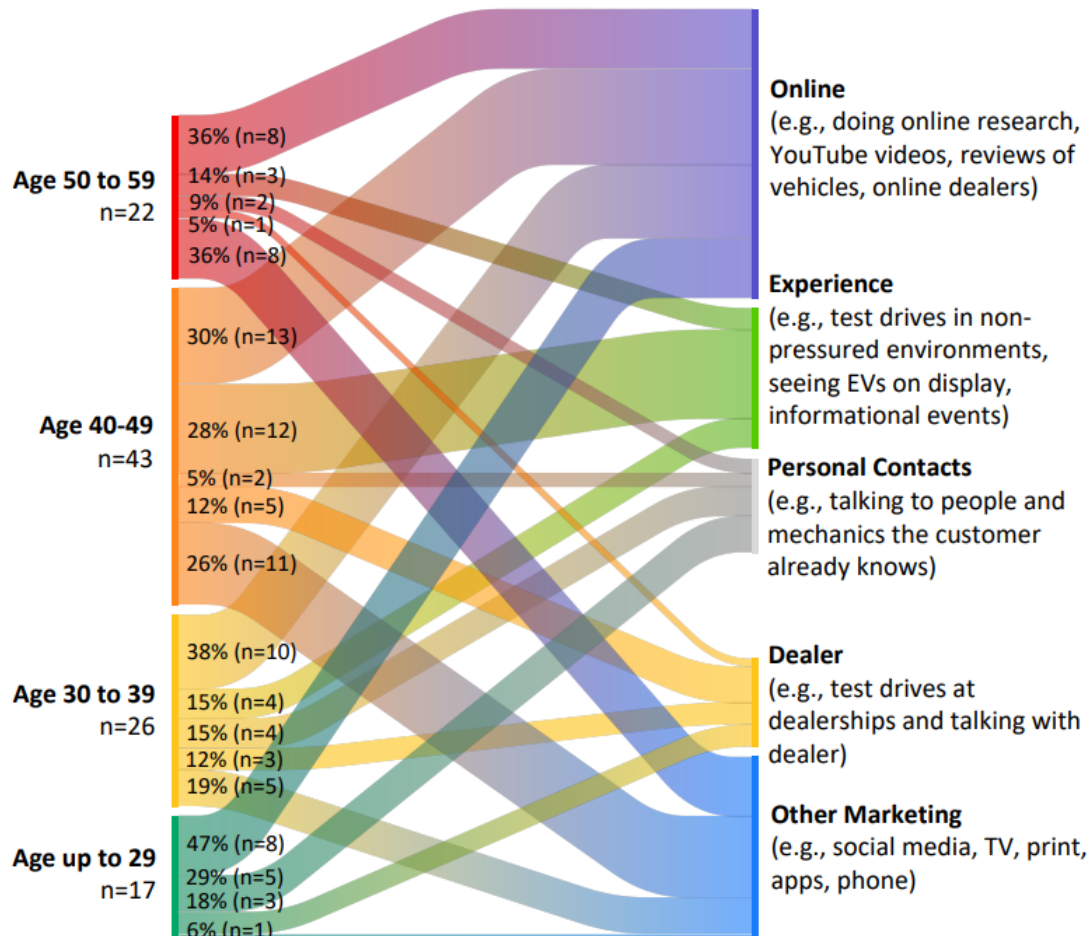 Age 50 to 59
n=22
36% (n=8)
14% (n=3)
9% (n=2)
5% (n=1)
36% (n=8)
Age 40-49
n=43
30% (n=13)
28% (n=12)
5% (n=2)
12% (n=5)
26% (n=11)
Age 30 to 39
n=26
38% (n=10)
15% (n=4)
15% (n=4)
12% (n=3)
19% (n=5)
Age up to 29
n=17
47% (n=8)
29% (n=5)
18% (n=3)
6% (n=1)
Online
(e.g., doing online research,
YouTube videos, reviews of
vehicles, online dealers)
Experience
(e.g., test drives in non-
pressured environments,
seeing EVs on display,
informational events)
Personal Contacts
(e.g., talking to people and
mechanics the customer
already knows)
Dealer
(e.g., test drives at
dealerships and talking with
dealer)
Other Marketing
(e.g., social media, TV, print,
apps, phone)